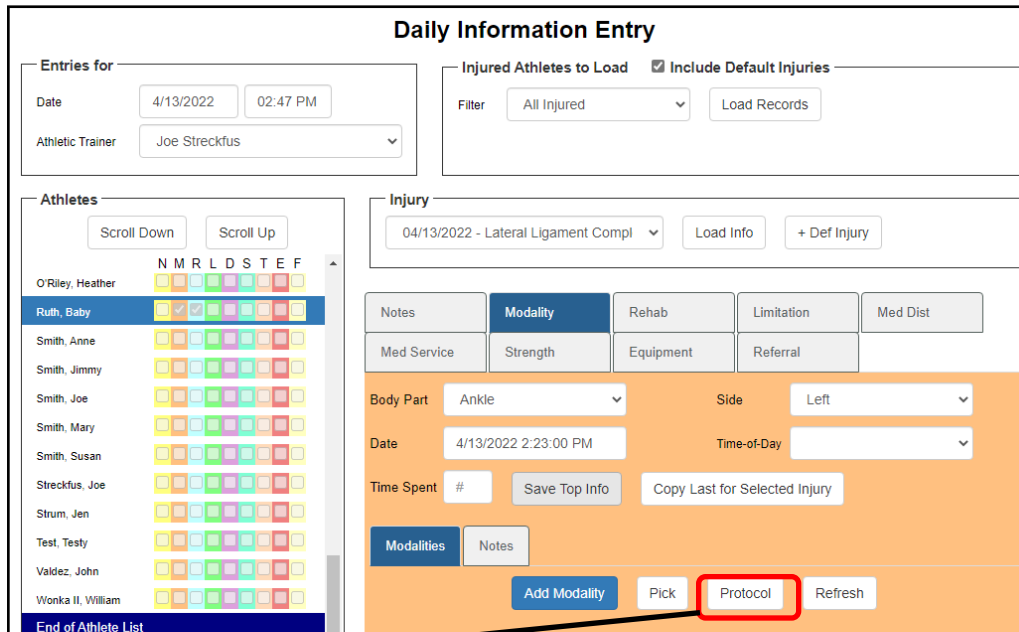 Daily Information Entry
Entries for
Date 4/13/2022 02:47 PM
Athletic Trainer Joe Streckfus
Injured Athletes to Load Include Default Injuries
Filter All Injured Load Records
Athletes
Scroll Down Scroll Up
N M R L D S T E F
O'Riley, Heather
Ruth, Baby
Smith, Anne
Smith, Jimmy
Smith, Joe
Smith, Mary
Smith, Susan
Streckfus, Joe
Strum, Jen
Test, Testy
Valdez, John
Wonka II, William
End of Athlete List
Injury
04/13/2022 - Lateral Ligament Compl Load Info + Def Injury
Notes Modality Rehab Limitation Med Dist
Med Service Strength Equipment Referral
Body Part Ankle Side Left
Date 4/13/2022 2:23:00 PM Time-of-Day
Time Spent # Save Top Info Copy Last for Selected Injury
Modalities Notes
Add Modality Pick Protocol Refresh